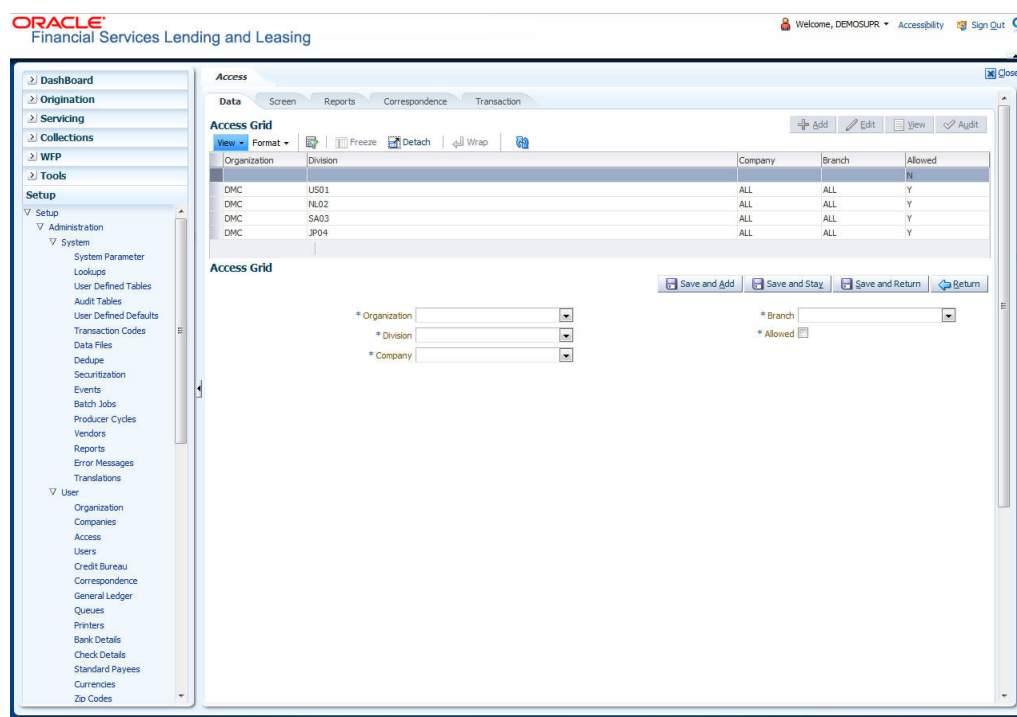 ORACLE
Financial Services Lending and Leasing
Welcome, DEMOSUPR Accessibility Sign Out
DashBoard
Origination
Servicing
Collections
WFP
Tools
Setup
Setup
Administration
System
System Parameter
Lookups
User Defined Tables
Audit Tables
User Defined Defaults
Transaction Codes
Data Files
Dedupe
Securitization
Events
Batch Jobs
Producer Cycles
Vendors
Reports
Error Messages
Translations
User
Organization
Companies
Access
Users
Credit Bureau
Correspondence
General Ledger
Queues
Printers
Bank Details
Check Details
Standard Payees
Currencies
Zip Codes
Access
Close
Data Screen Reports Correspondence Transaction
Access Grid
Add Edit View Audit
View Format Freeze Detach Wrap
Organization Division Company Branch Allowed
N
DMC US01 ALL ALL Y
DMC NL02 ALL ALL Y
DMC SA03 ALL ALL Y
DMC JP04 ALL ALL Y
Access Grid
Save and Add Save and Stay Save and Return Return
* Organization * Branch
* Division * Allowed
* Company